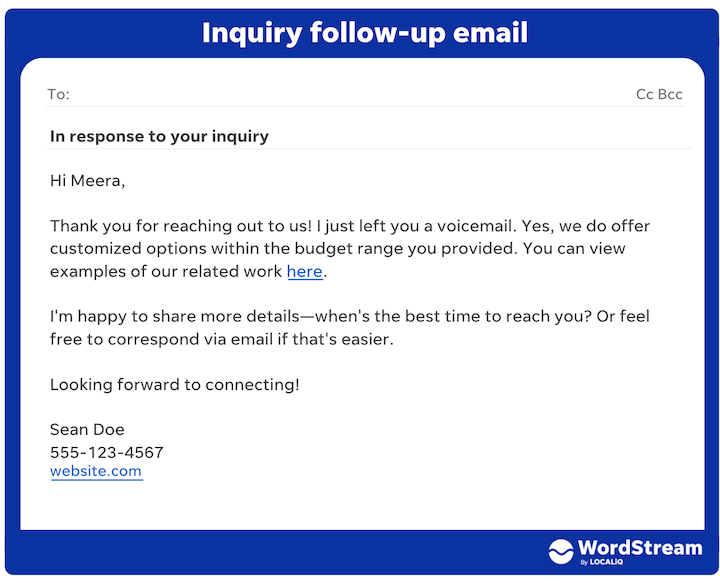 Inquiry follow-up email
To: Cc Bcc
In response to your inquiry
Hi Meera,
Thank you for reaching out to us! I just left you a voicemail. Yes, we do offer
customized options within the budget range you provided. You can view
examples of our related work here.
I'm happy to share more details—when's the best time to reach you? Or feel
free to correspond via email if that's easier.
Looking forward to connecting!
Sean Doe
555-123-4567
website.com
WordStream
By LOCALiQ